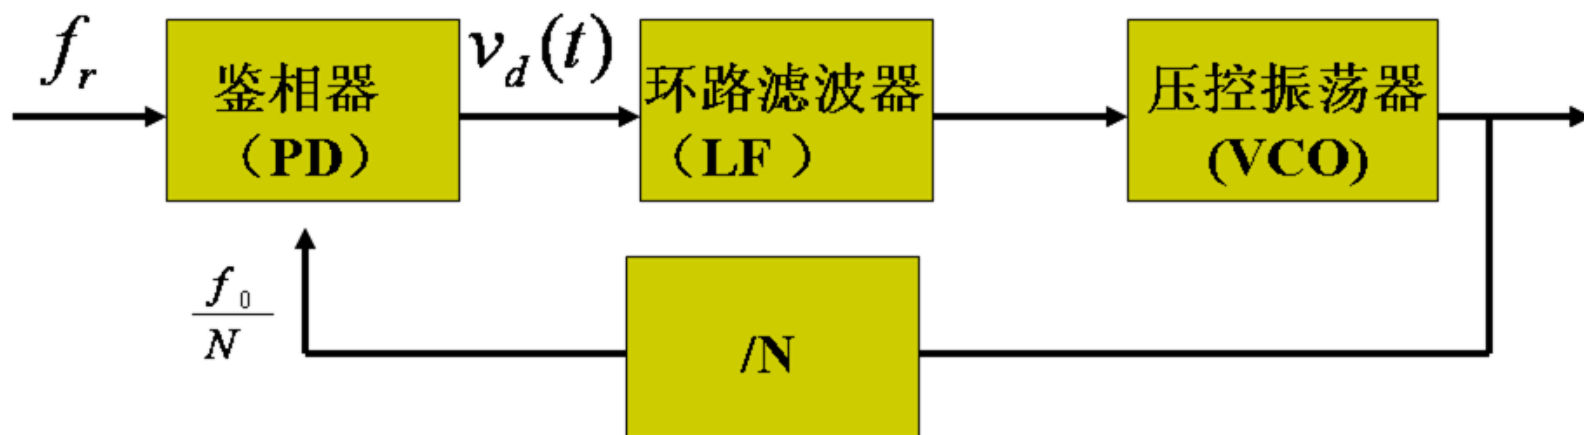 f_r
鉴相器
（PD）
v_d(t)
环路滤波器
（LF ）
压控振荡器
(VCO)
f_0
N
/N